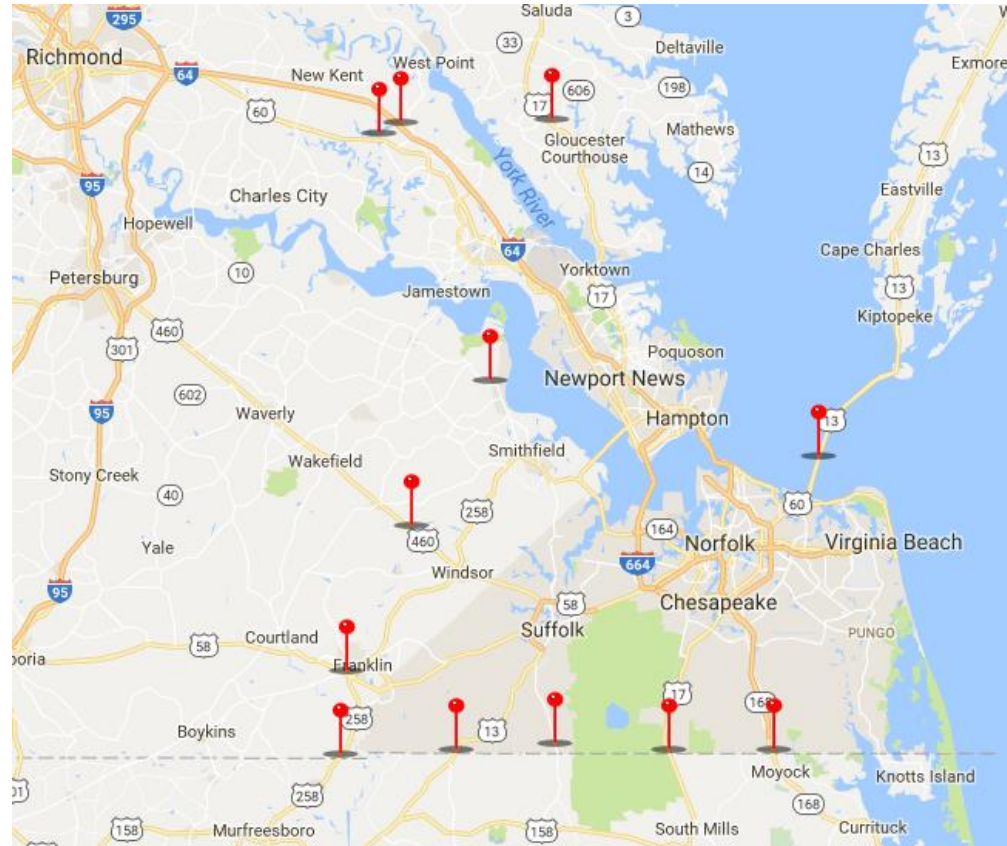 Saluda
3
295
33
Deltaville
Richmond
64
New Kent
West Point
Exmore
60
17
606
198
Gloucester
Courthouse
Mathews
14
13
95
York River
Charles City
Eastville
Hopewell
64
Cape Charles
10
Petersburg
Jamestown
Yorktown
17
13
Kiptopeke
460
301
Poquoson
Newport News
602
95
Waverly
Hampton
13
Smithfield
Wakefield
Stony Creek
40
258
60
164
460
Norfolk
Virginia Beach
Yale
664
Windsor
95
58
Chesapeake
Suffolk
Courtland
58
PUNGO
oria
Franklin
17
168
258
13
Boykins
Moyock
Knotts Island
01
258
168
158
Murfreesboro
158
South Mills
Currituck